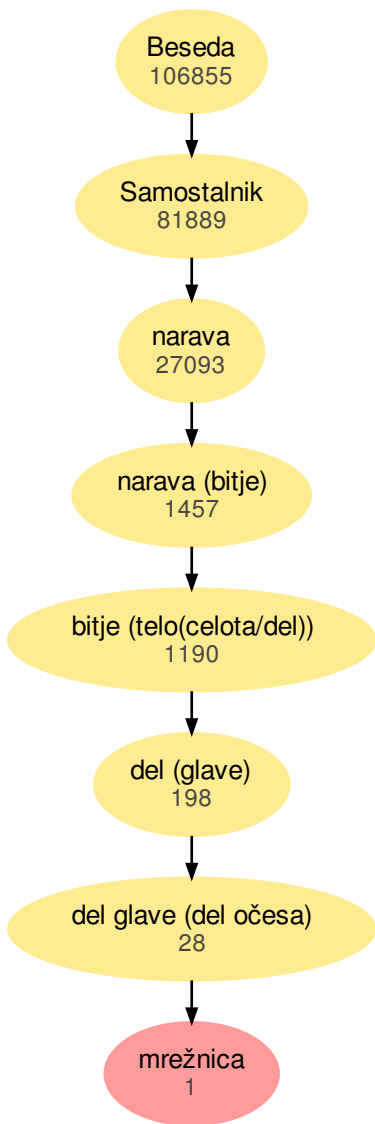 Beseda
106855
Samostalnik
81889
narava
27093
narava (bitje)
1457
bitje (telo(celota/del))
1190
del (glave)
198
del glave (del očesa)
28
mrežnica
1